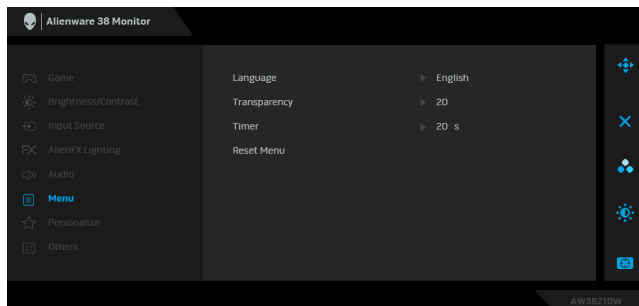 Alienware 38 Monitor
Game
Brightness/Contrast
Input Source
AlienFX Lighting
Audio
Menu
Personalize
Others
Language English
Transparency 20
Timer 20 s
Reset Menu
AW3821DW